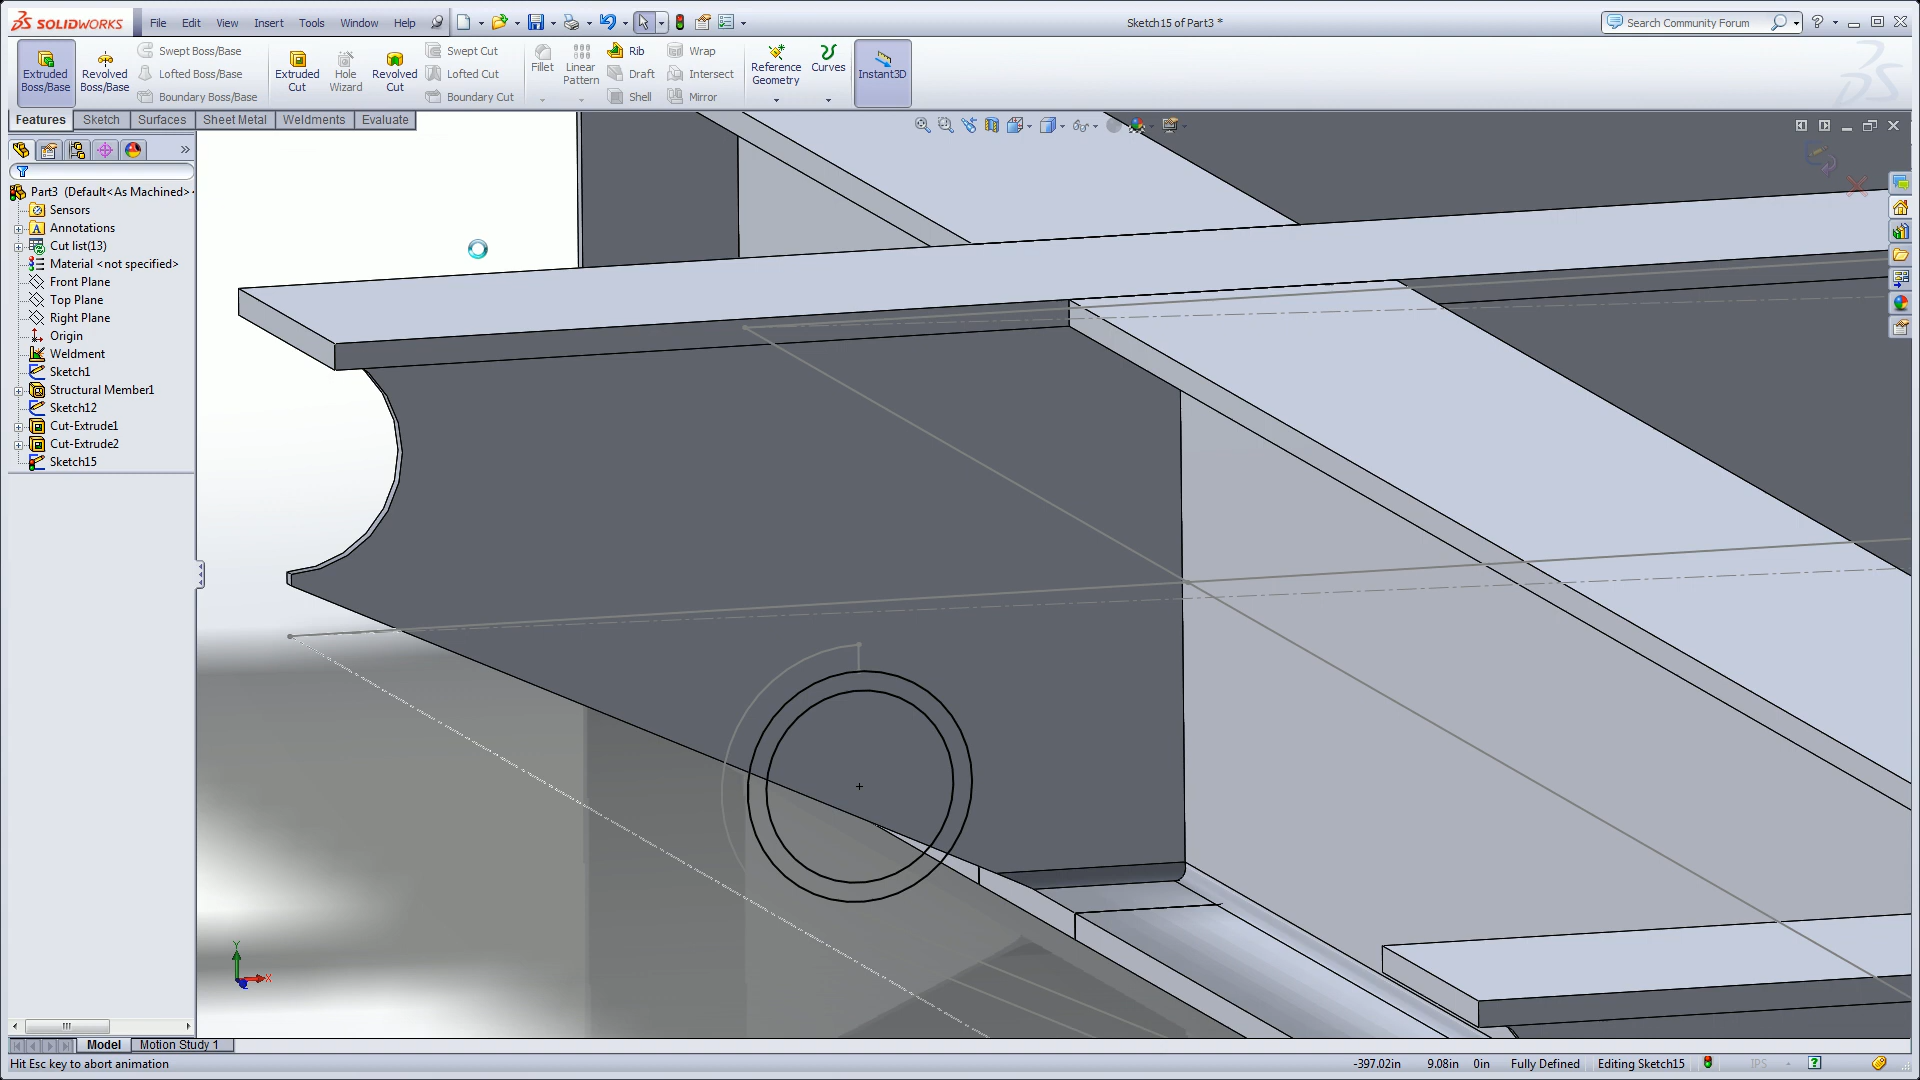 SOLIDWORKS File Edit View Insert Tools Window Help Sketch15 of Part3 * Search Community Forum
Extruded Boss/Base
Revolved Boss/Base
Swept Boss/Base
Lofted Boss/Base
Boundary Boss/Base
Extruded Cut
Hole Wizard
Revolved Cut
Swept Cut
Lofted Cut
Boundary Cut
Fillet
Linear Pattern
Rib
Draft
Shell
Wrap
Intersect
Mirror
Reference Geometry
Curves
Instant3D
Features Sketch Surfaces Sheet Metal Weldments Evaluate
Part3 (Default<As Machined>
Sensors
Annotations
Cut list(13)
Material <not specified>
Front Plane
Top Plane
Right Plane
Origin
Weldment
Sketch1
Structural Member1
Sketch12
Cut-Extrude1
Cut-Extrude2
Sketch15
Y
X
Model Motion Study 1
Hit Esc key to abort animation -397.02in 9.08in 0in Fully Defined Editing Sketch15 IPS